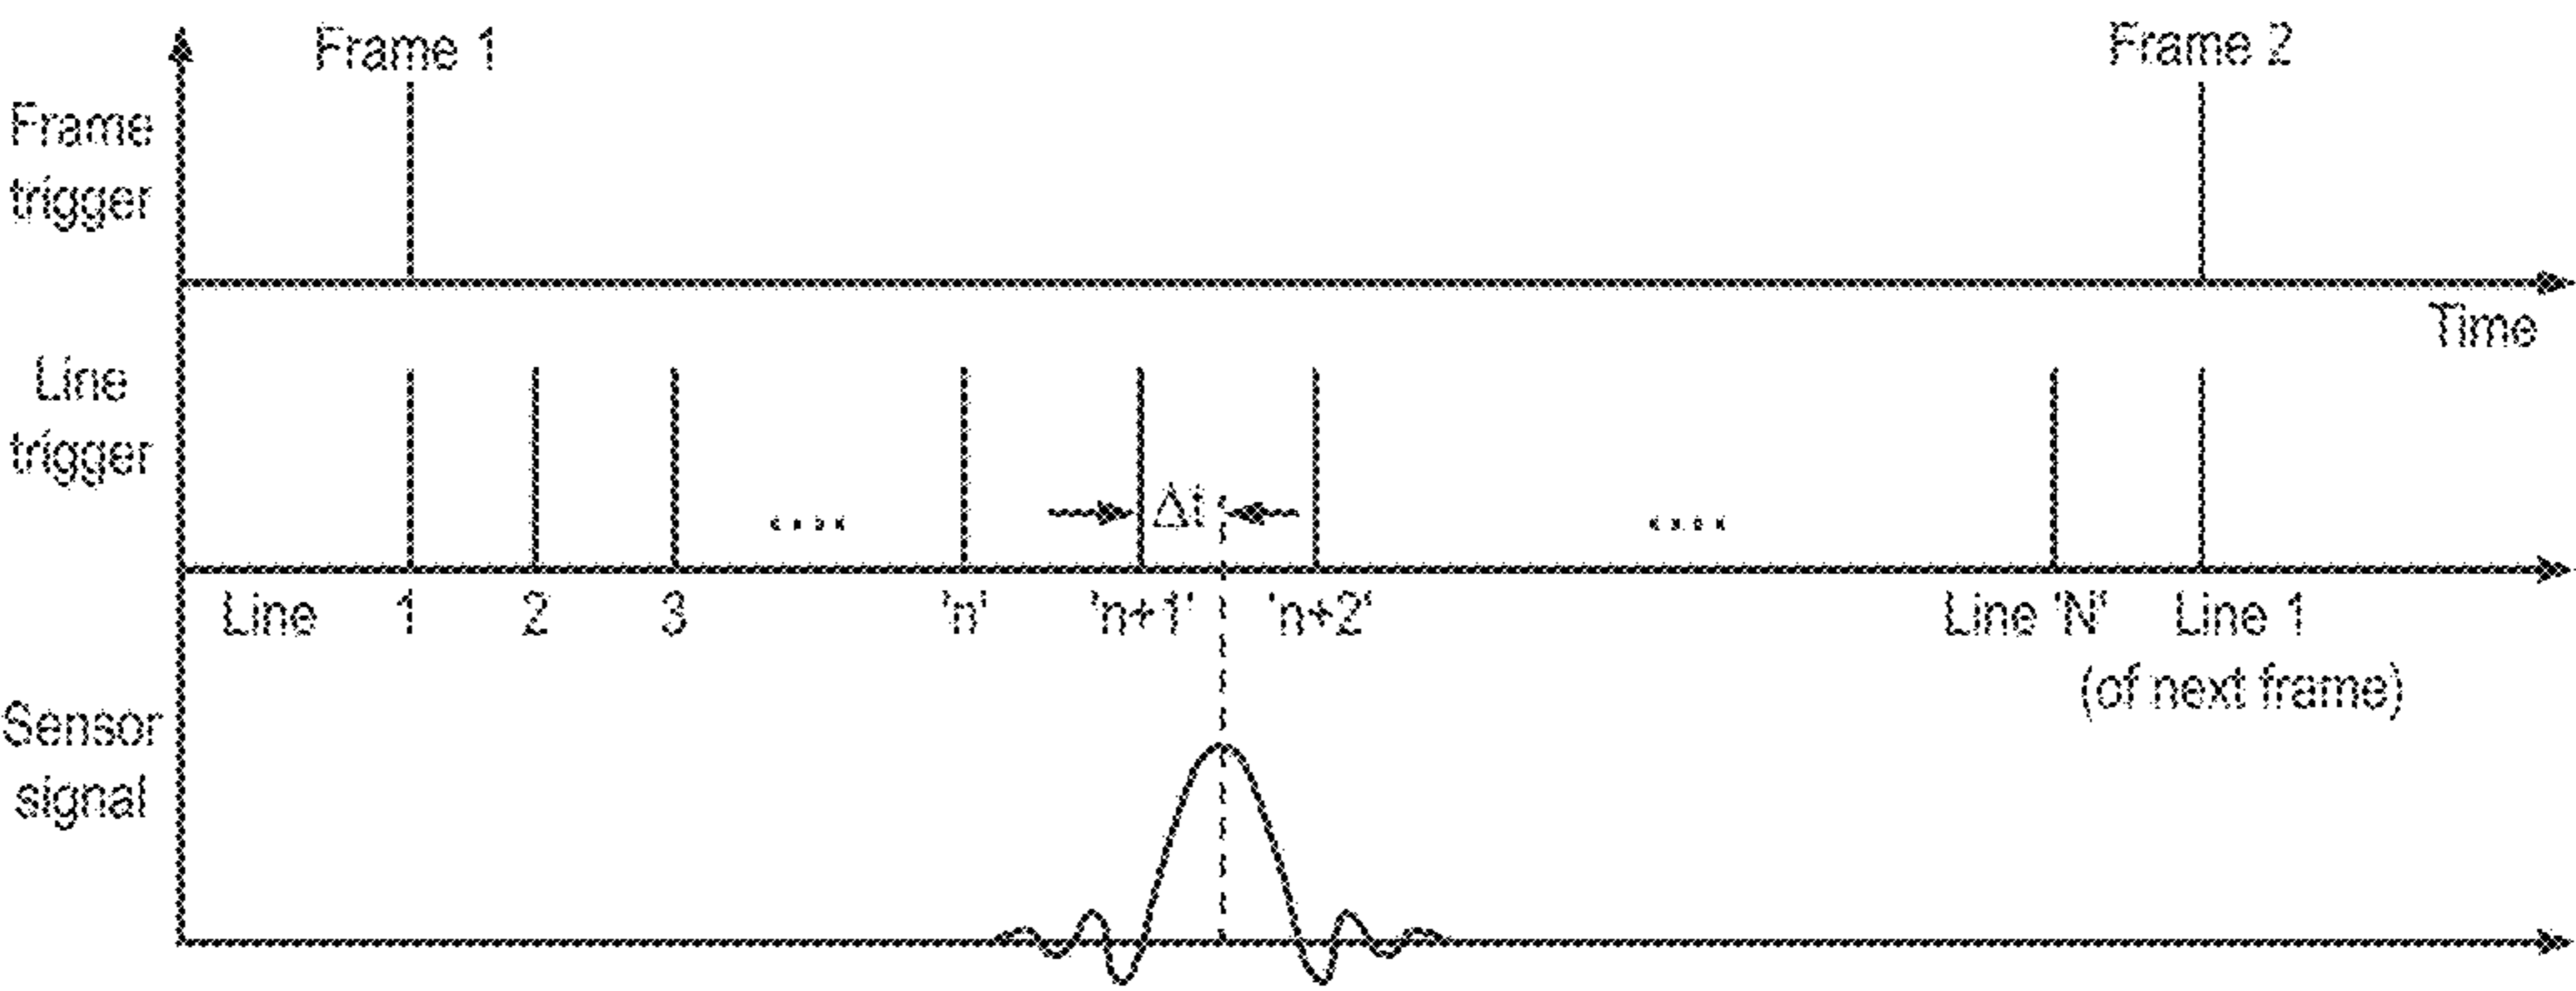 Frame 1
Frame 2
Frame
trigger
Time
Line
trigger
....
Δt
....
Line 1 2 3 'n' 'n+1' 'n+2' Line 'N' Line 1
(of next frame)
Sensor
signal